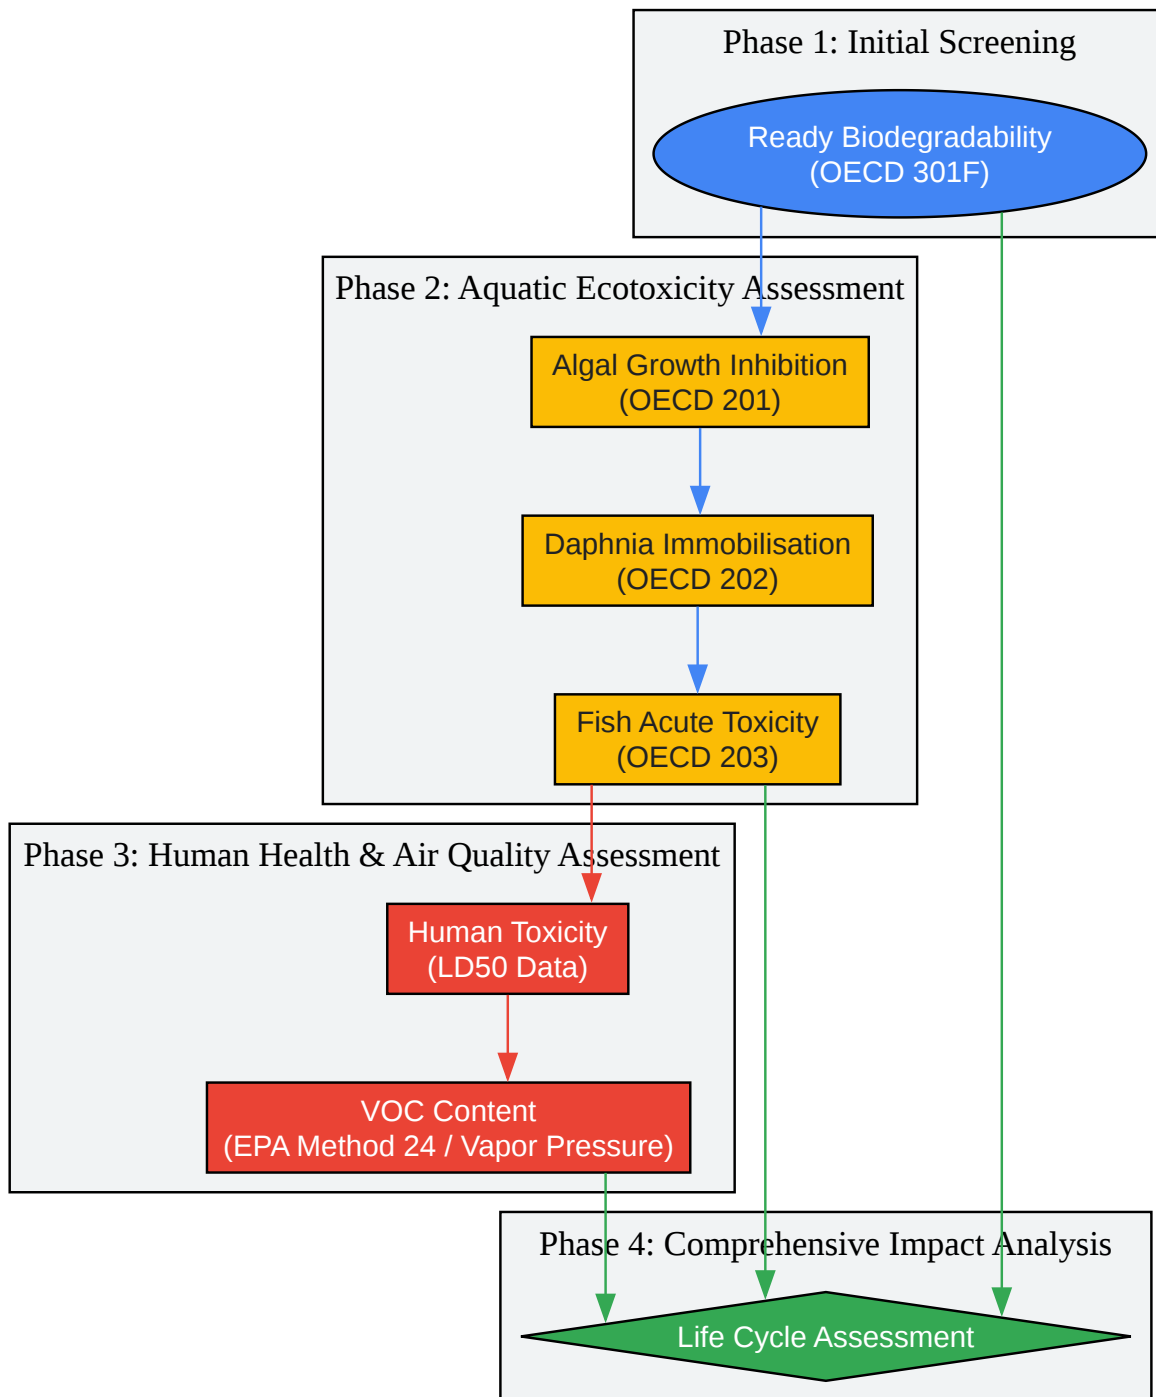 Phase 1: Initial Screening
Ready Biodegradability
(OECD 301F)
Phase 2: Aquatic Ecotoxicity Assessment
Algal Growth Inhibition
(OECD 201)
Daphnia Immobilisation
(OECD 202)
Fish Acute Toxicity
(OECD 203)
Phase 3: Human Health & Air Quality Assessment
Human Toxicity
(LD50 Data)
VOC Content
(EPA Method 24 / Vapor Pressure)
Phase 4: Comprehensive Impact Analysis
Life Cycle Assessment